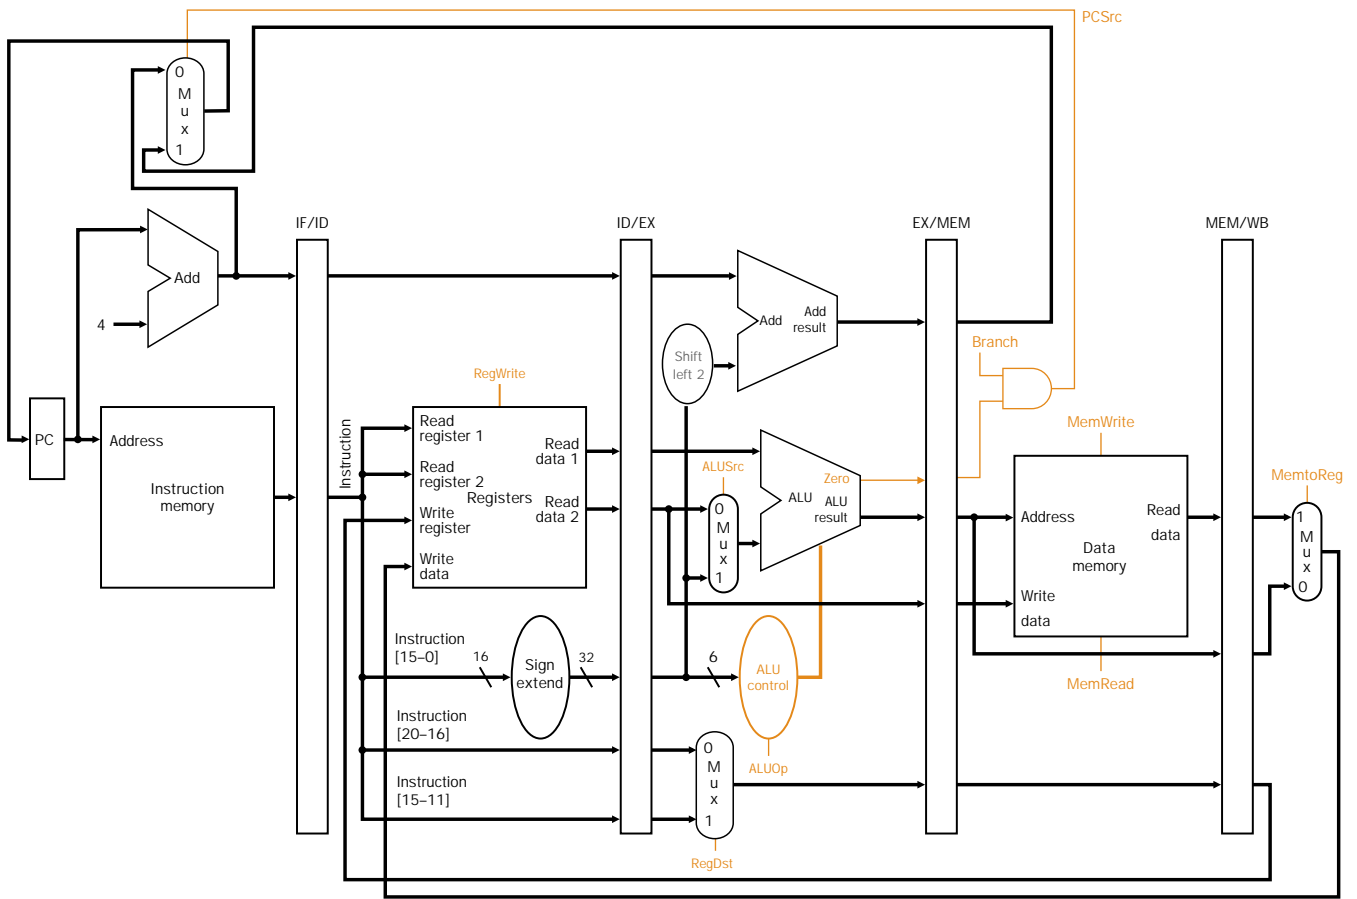 PCSrc
0
M
u
x
1
IF/ID
ID/EX
EX/MEM
MEM/WB
Add
4
Add
Add
result
Shift
left 2
Branch
RegWrite
PC
Address
Instruction
memory
Instruction
Read
register 1
Read
register 2
Write
register
Write
data
Registers
Read
data 1
Read
data 2
ALUSrc
0
M
u
x
1
Zero
ALU
ALU
result
MemWrite
Address
Read
data
Data
memory
Write
data
MemRead
MemtoReg
1
M
u
x
0
Instruction
[15–0]
16
Sign
extend
32
6
ALU
control
ALUOp
Instruction
[20–16]
Instruction
[15–11]
0
M
u
x
1
RegDst